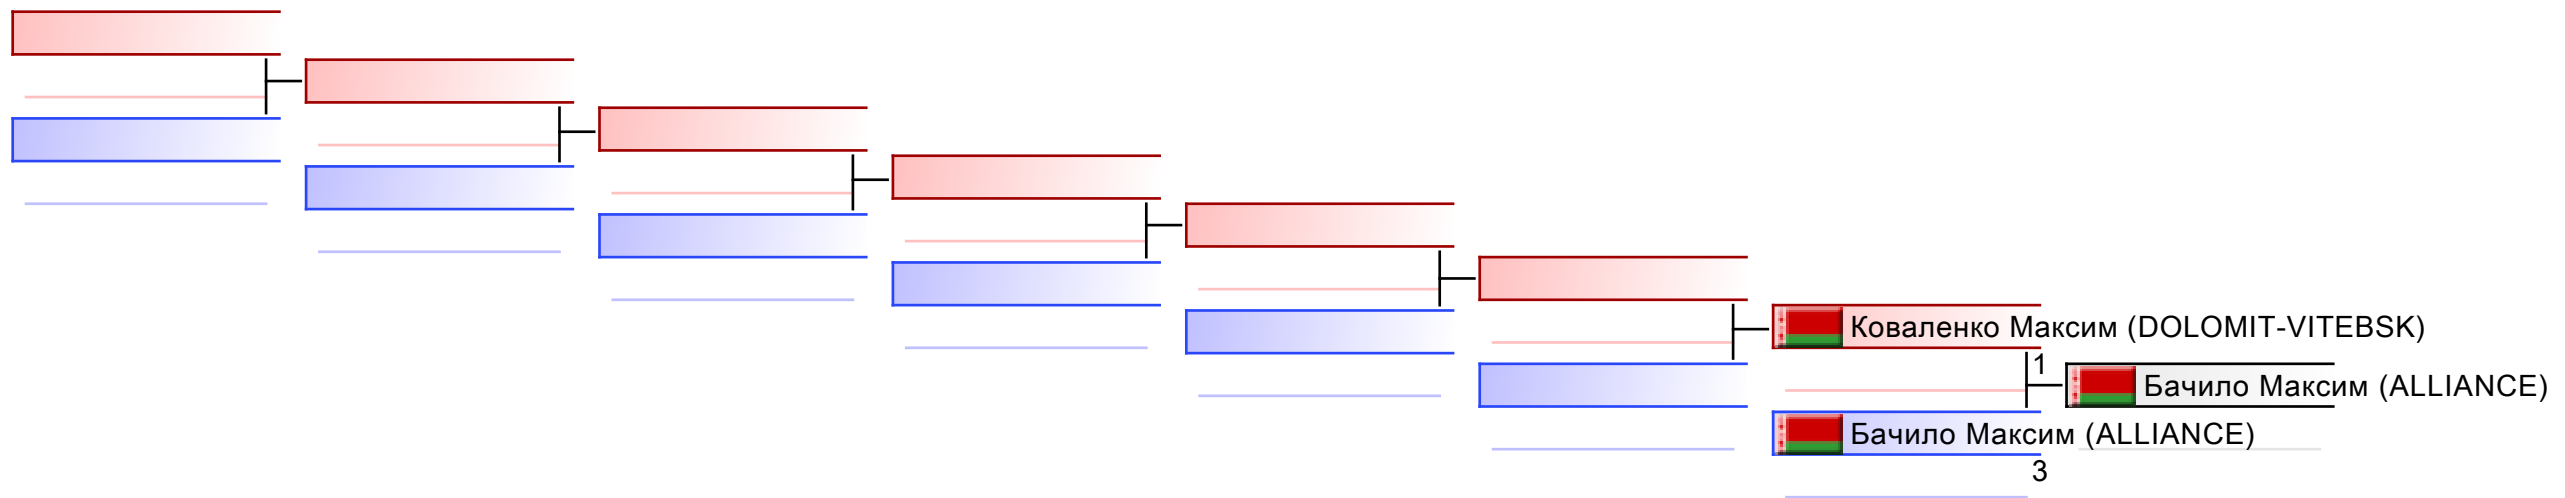 Коваленко Максим (DOLOMIT-VITEBSK)
1
Бачило Максим (ALLIANCE)
Бачило Максим (ALLIANCE)
3